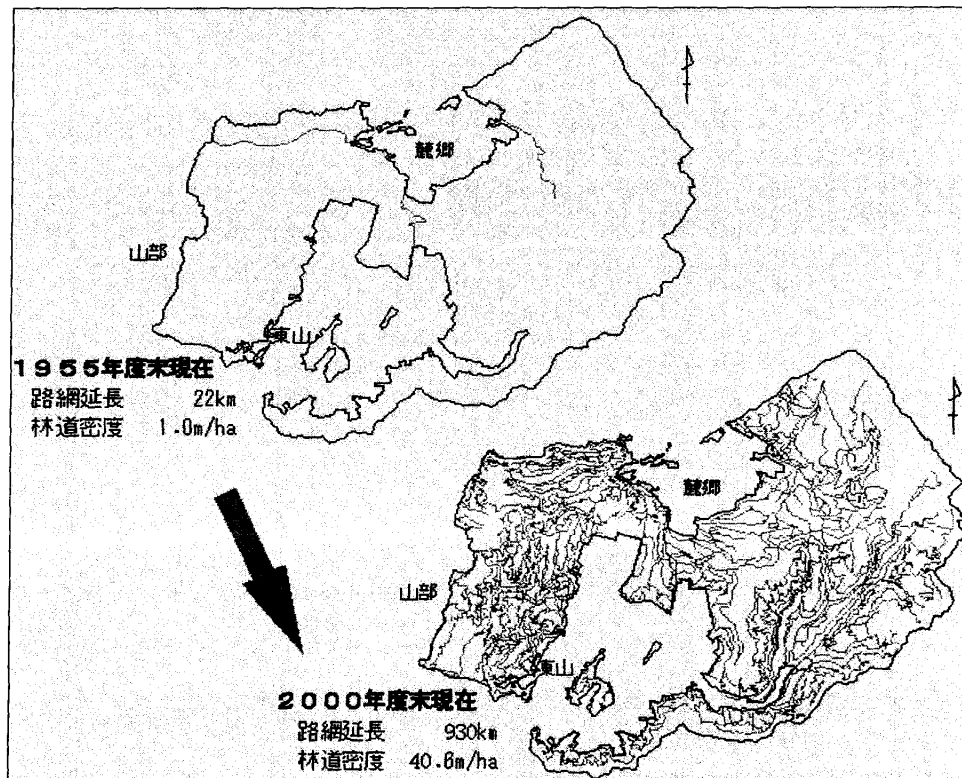 麓郷
山部
東山
1955年度末現在
路網延長 22km
林道密度 1.0m/ha
麓郷
山部
東山
2000年度末現在
路網延長 930km
林道密度 40.6m/ha